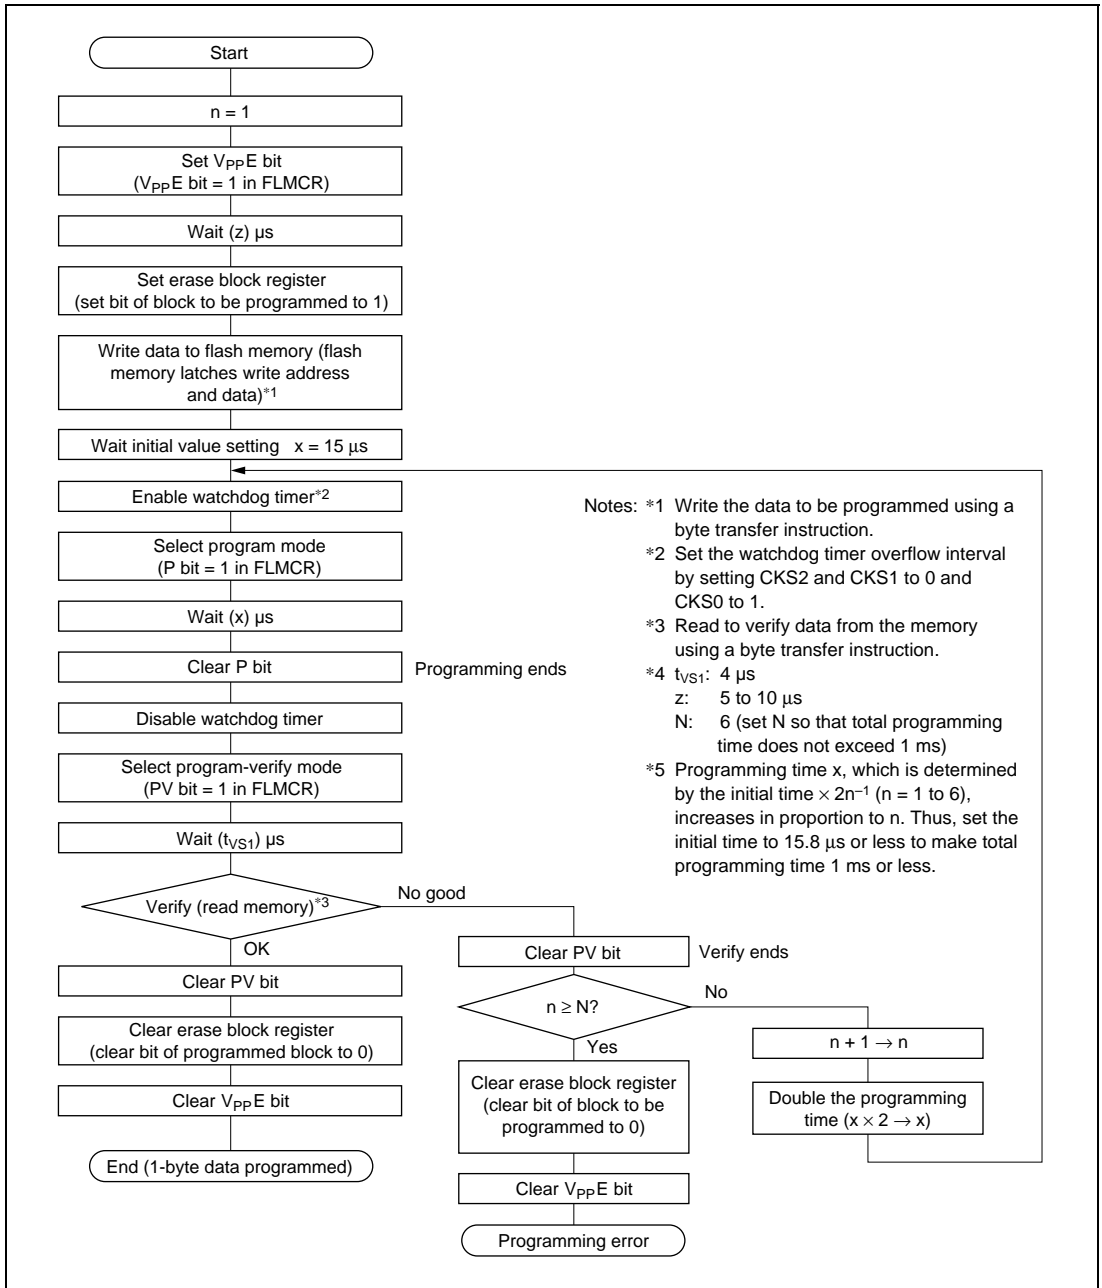 Start
n = 1
Set VPPE bit
(VPPE bit = 1 in FLMCR)
Wait (z) µs
Set erase block register
(set bit of block to be programmed to 1)
Write data to flash memory (flash
memory latches write address
and data)*1
Wait initial value setting x = 15 µs
Enable watchdog timer*2
Select program mode
(P bit = 1 in FLMCR)
Wait (x) µs
Clear P bit
Programming ends
Disable watchdog timer
Select program-verify mode
(PV bit = 1 in FLMCR)
Wait (tVS1) µs
Verify (read memory)*3
No good
OK
Clear PV bit
Clear erase block register
(clear bit of programmed block to 0)
Clear VPPE bit
End (1-byte data programmed)
Clear PV bit
Verify ends
n ≥ N?
No
Yes
n + 1 → n
Double the programming
time (x × 2 → x)
Clear erase block register
(clear bit of block to be
programmed to 0)
Clear VPPE bit
Programming error
Notes: *1 Write the data to be programmed using a
byte transfer instruction.
*2 Set the watchdog timer overflow interval
by setting CKS2 and CKS1 to 0 and
CKS0 to 1.
*3 Read to verify data from the memory
using a byte transfer instruction.
*4 tVS1: 4 µs
z: 5 to 10 µs
N: 6 (set N so that total programming
time does not exceed 1 ms)
*5 Programming time x, which is determined
by the initial time × 2n–1 (n = 1 to 6),
increases in proportion to n. Thus, set the
initial time to 15.8 µs or less to make total
programming time 1 ms or less.